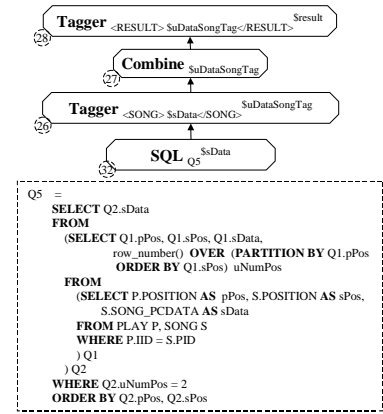 Tagger <RESULT> $uDataSongTag</RESULT> $result
28
Combine $uDataSongTag
27
Tagger <SONG> $sData</SONG> $uDataSongTag
26
SQL Q5 $sData
32
Q5 =
SELECT Q2.sData
FROM
(SELECT Q1.pPos, Q1.sPos, Q1.sData,
row_number() OVER (PARTITION BY Q1.pPos
ORDER BY Q1.sPos) uNumPos
FROM
(SELECT P.POSITION AS pPos, S.POSITION AS sPos,
S.SONG_PCDATA AS sData
FROM PLAY P, SONG S
WHERE P.IID = S.PID
) Q1
) Q2
WHERE Q2.uNumPos = 2
ORDER BY Q2.pPos, Q2.sPos